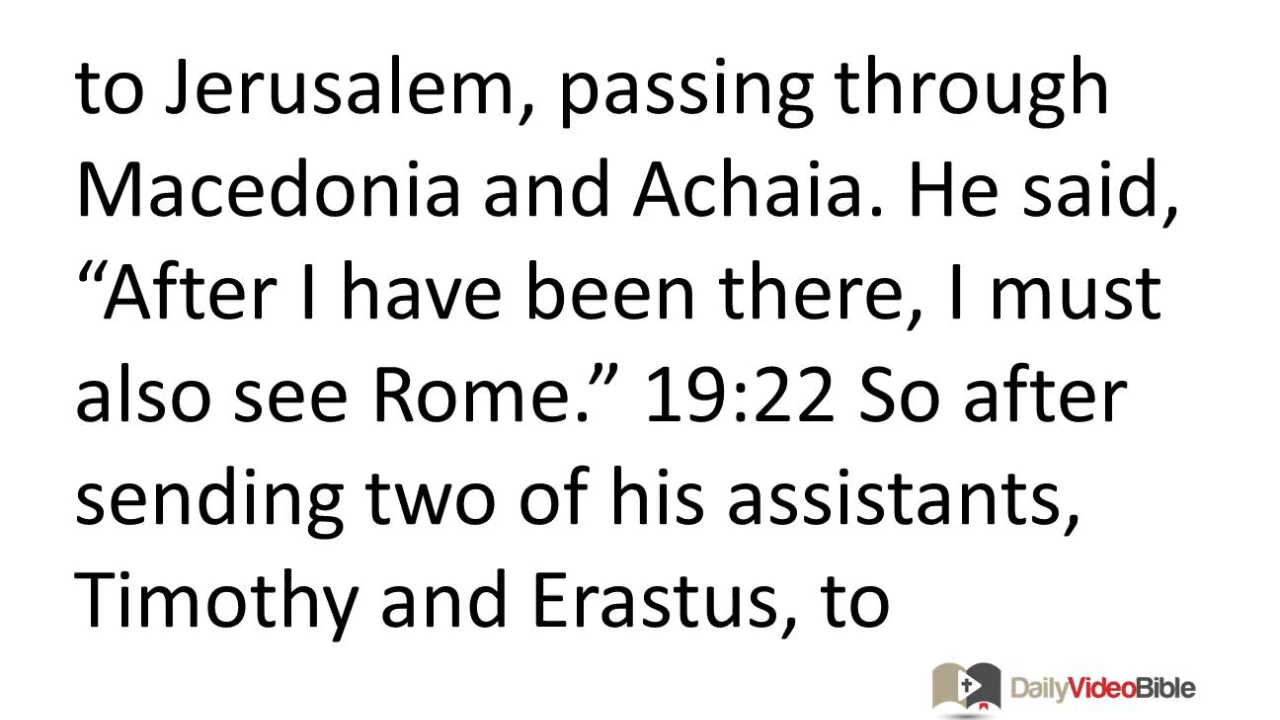 to Jerusalem, passing through
Macedonia and Achaia. He said,
“After I have been there, I must
also see Rome.” 19:22 So after
sending two of his assistants,
Timothy and Erastus, to
DailyVideoBible